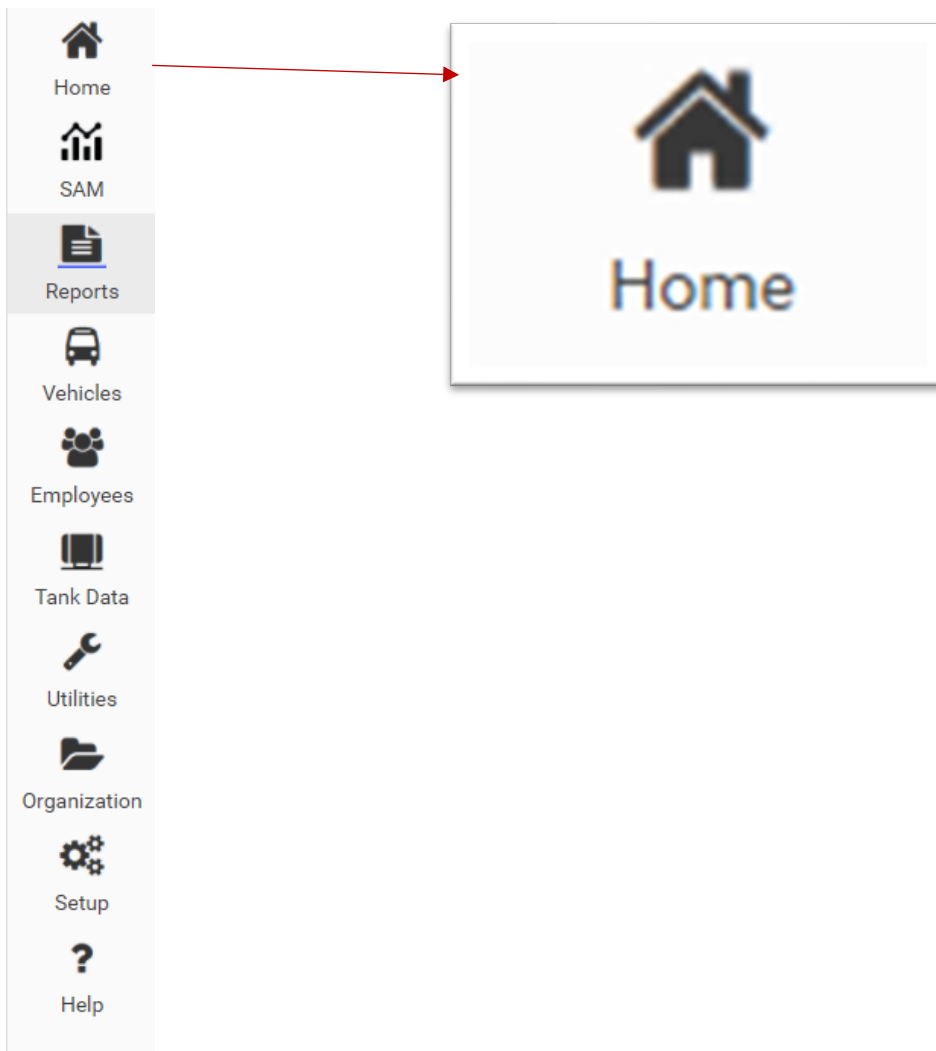 Home
SAM
Reports
Vehicles
Employees
Tank Data
Utilities
Organization
Setup
?
Help
Home